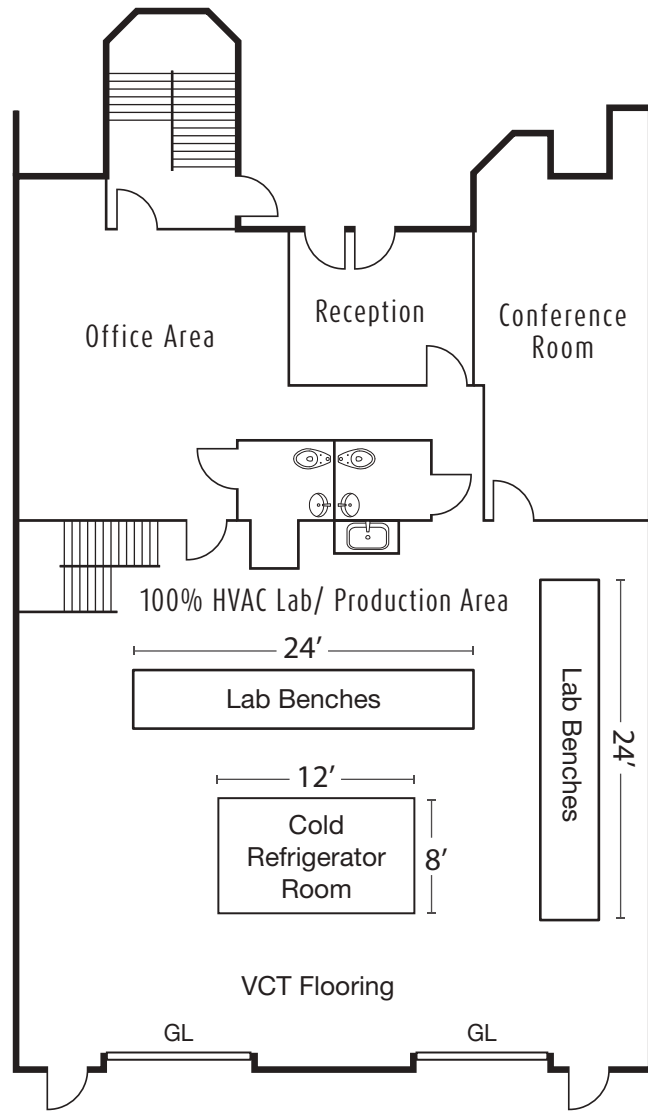 Reception
Conference
Room
Office Area
100% HVAC Lab/ Production Area
24’
Lab Benches
Lab Benches
24’
12’
Cold
Refrigerator
Room
8’
VCT Flooring
GL
GL